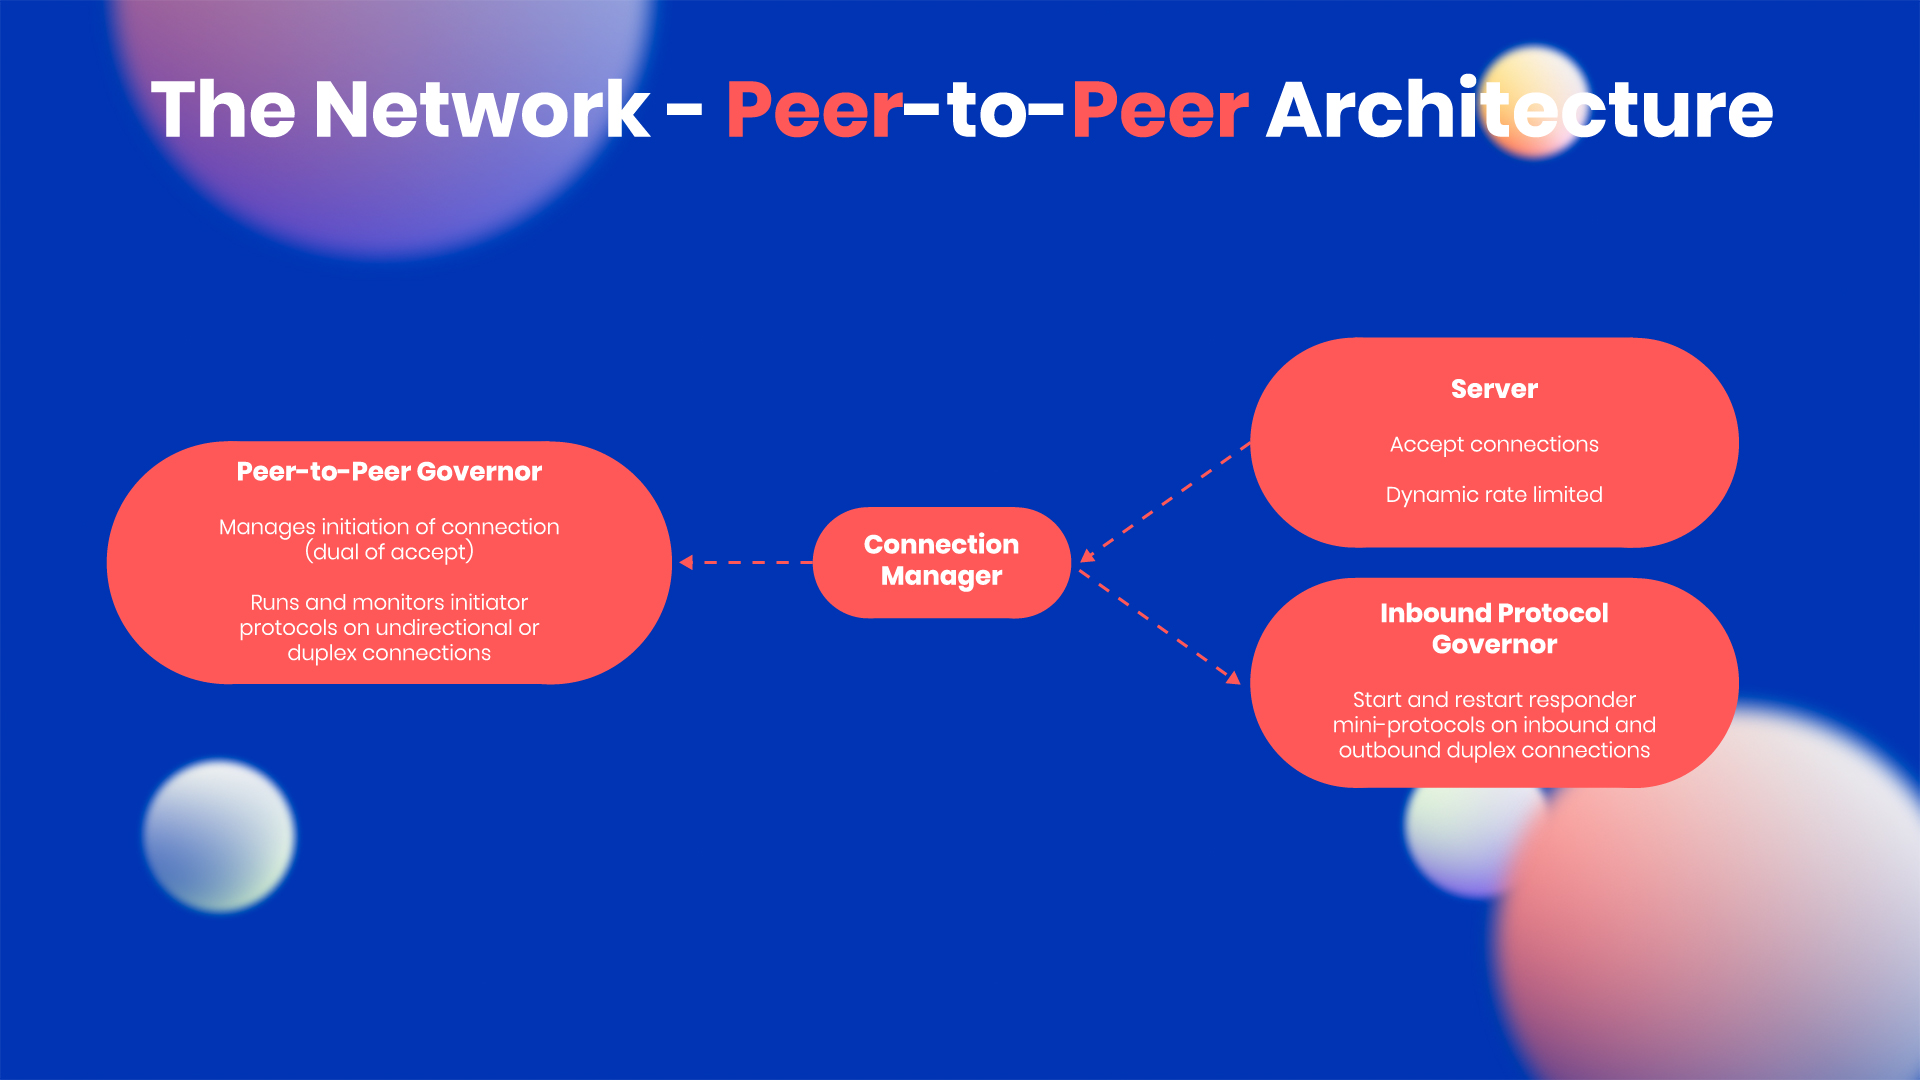 The Network - Peer-to-Peer Architecture
Peer-to-Peer Governor
Manages initiation of connection
(dual of accept)
Runs and monitors initiator
protocols on undirectional or
duplex connections
Connection
Manager
Server
Accept connections
Dynamic rate limited
Inbound Protocol
Governor
Start and restart responder
mini-protocols on inbound and
outbound duplex connections